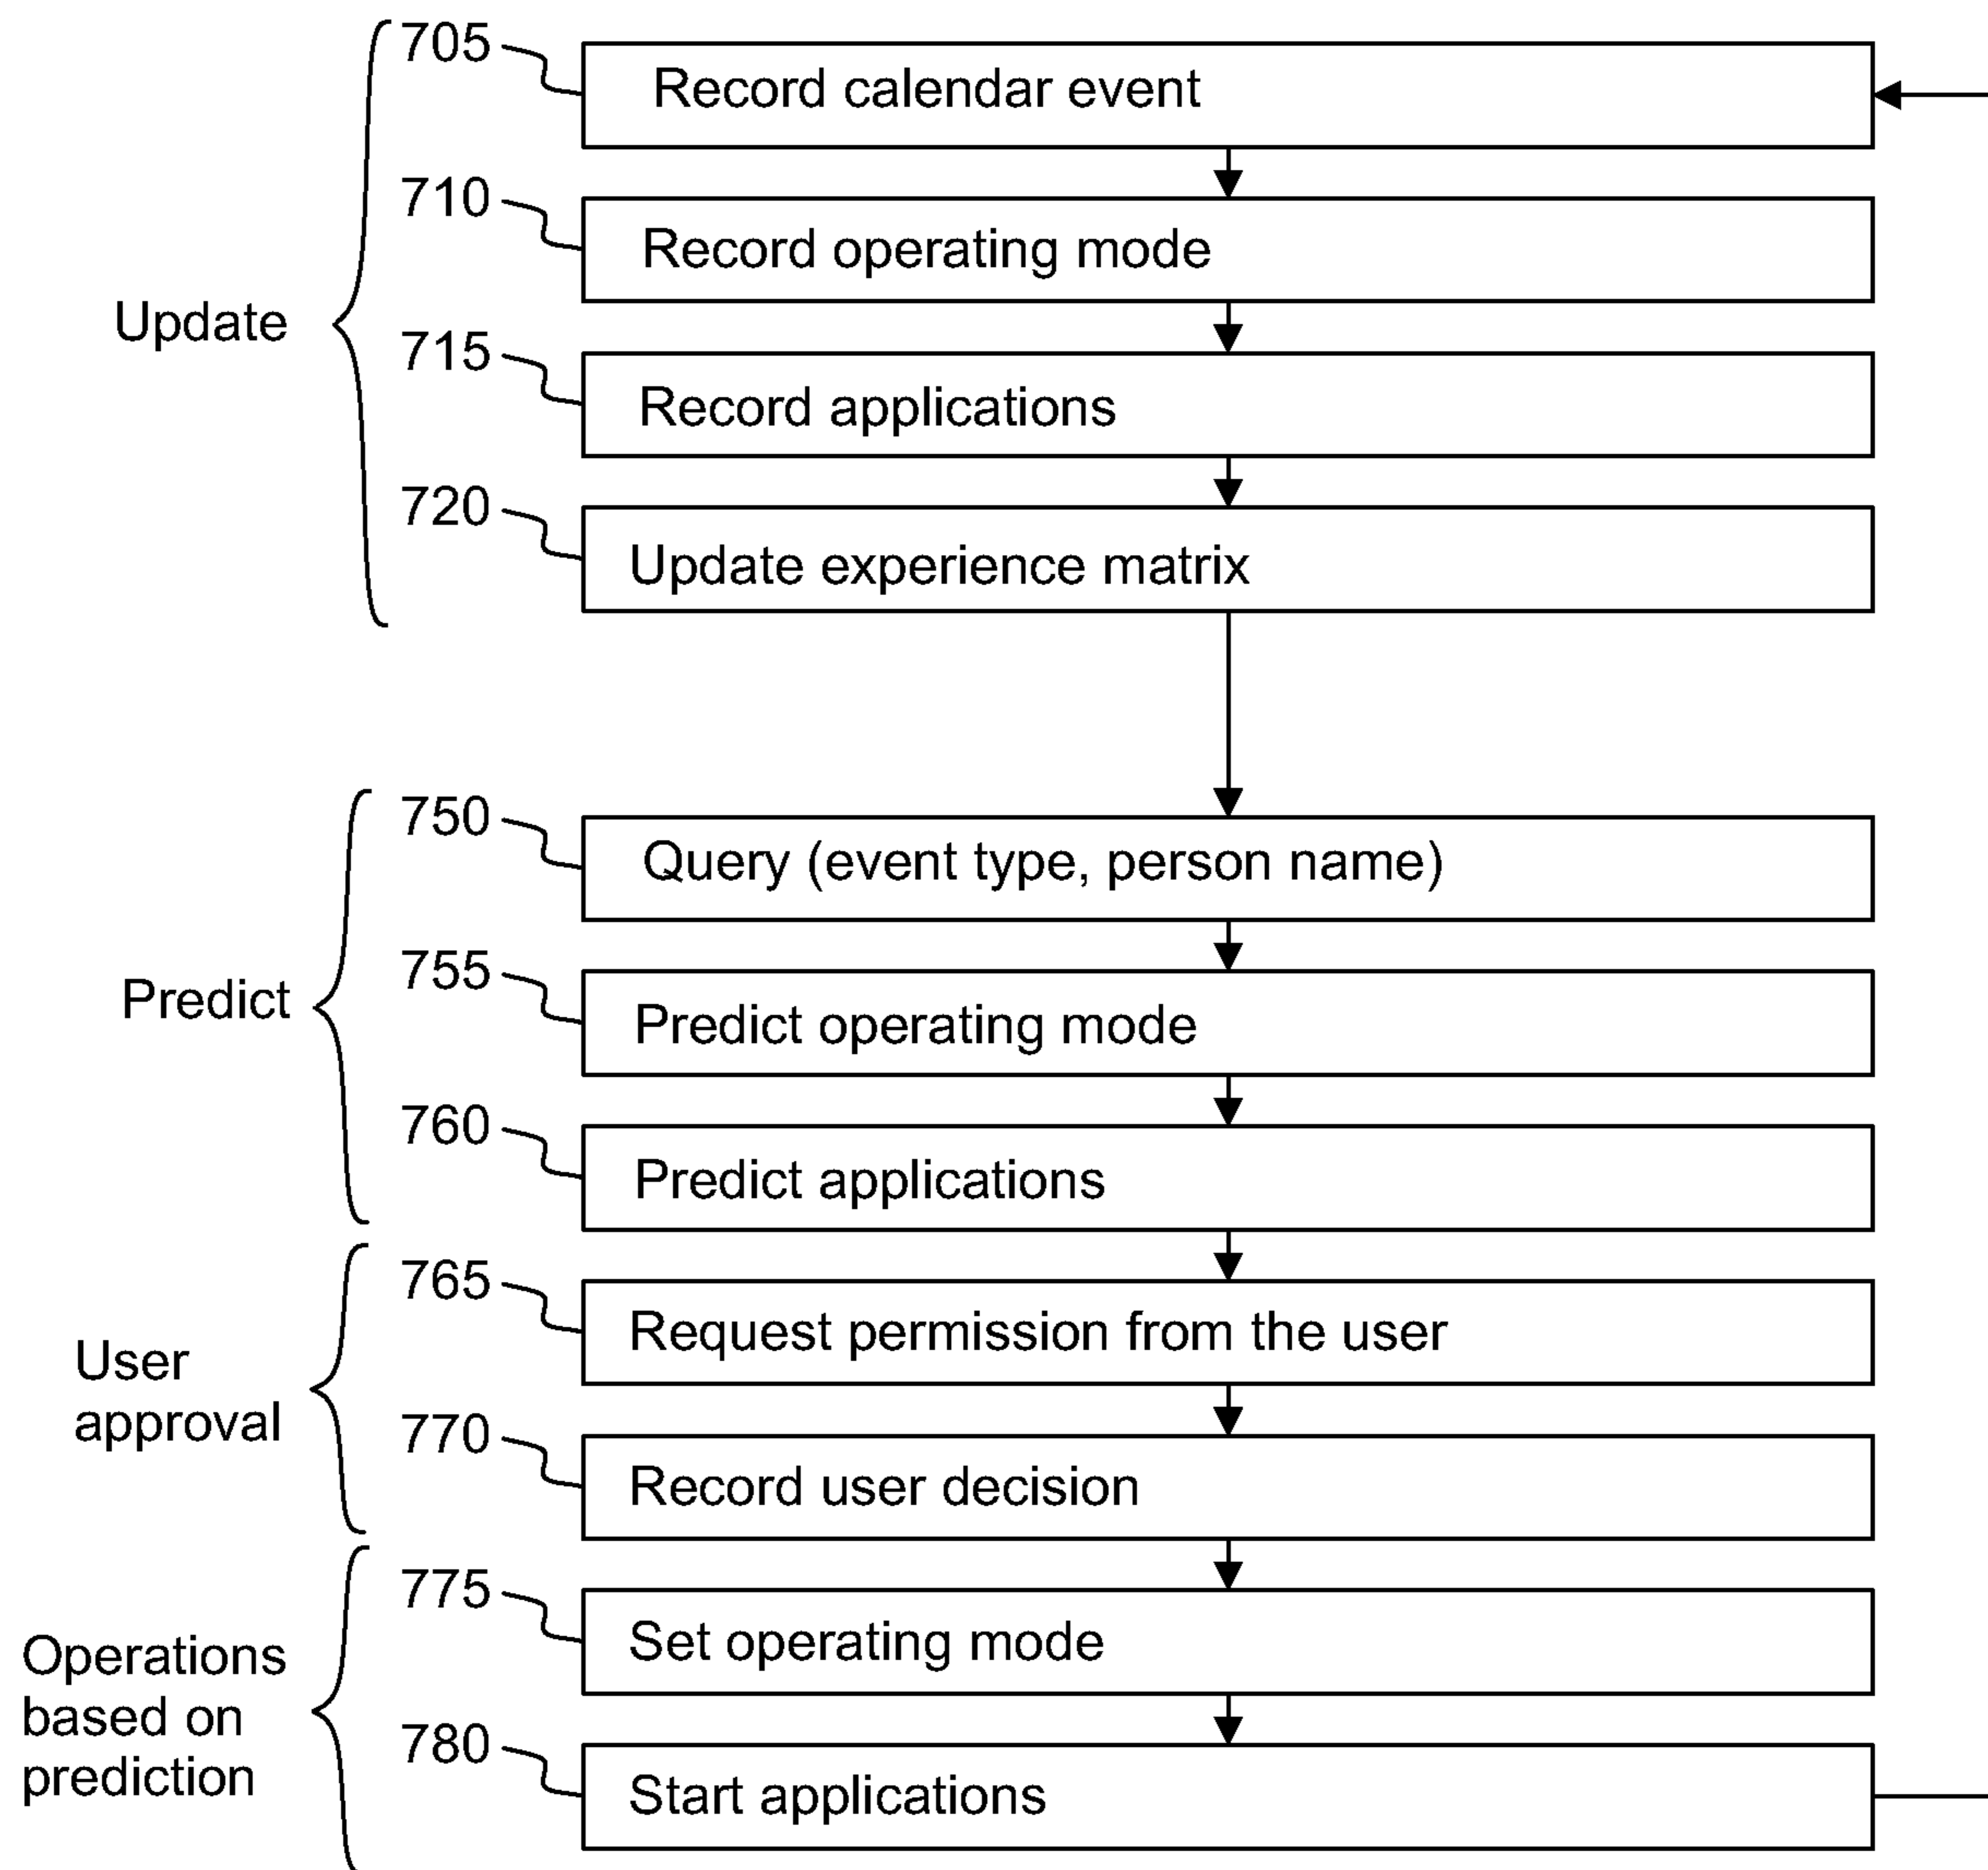 705
Record calendar event
710
Record operating mode
Update
715
Record applications
720
Update experience matrix
750
Query (event type, person name)
Predict
755
Predict operating mode
760
Predict applications
765
Request permission from the user
User
approval
770
Record user decision
775
Set operating mode
Operations
based on
prediction
780
Start applications